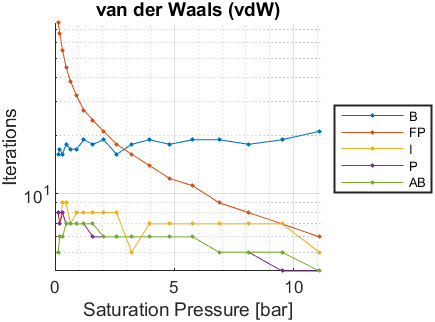 van der Waals (vdW)
Iterations
10¹
0
5
10
Saturation Pressure [bar]
B
FP
I
P
AB